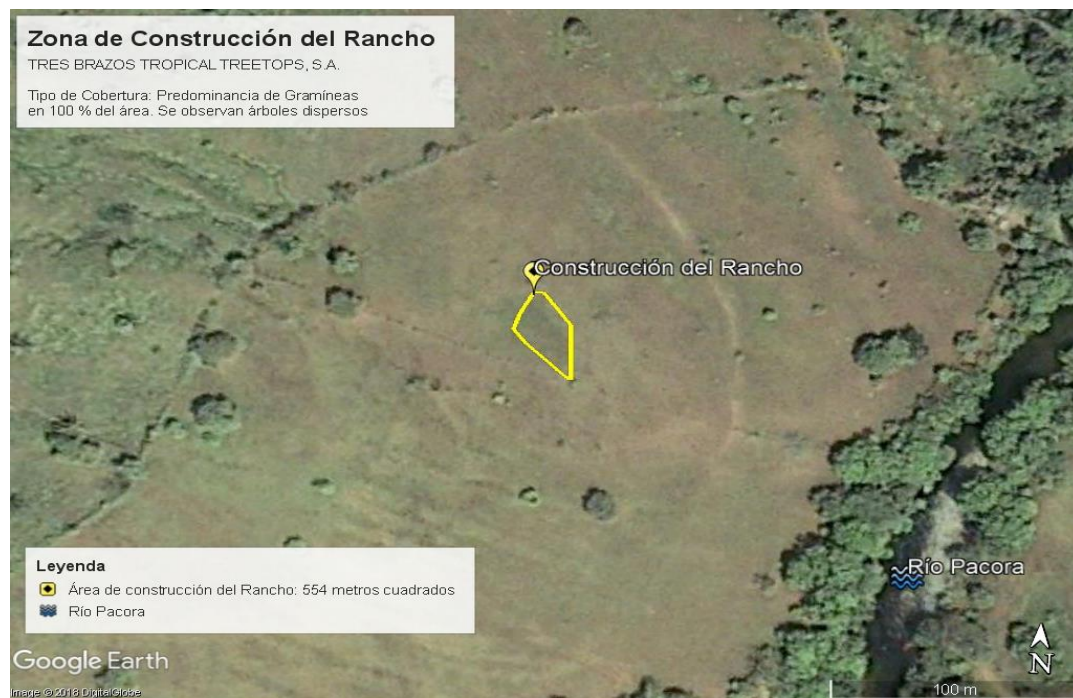 Zona de Construcción del Rancho
TRES BRAZOS TROPICAL TREETOPS, S.A.
Tipo de Cobertura: Predominancia de Gramíneas
en 100 % del área. Se observan árboles dispersos
Construcción del Rancho
Río Pacora
Leyenda
Área de construcción del Rancho: 554 metros cuadrados
Río Pacora
N
Google Earth
Image © 2018 DigitalGlobe
100 m